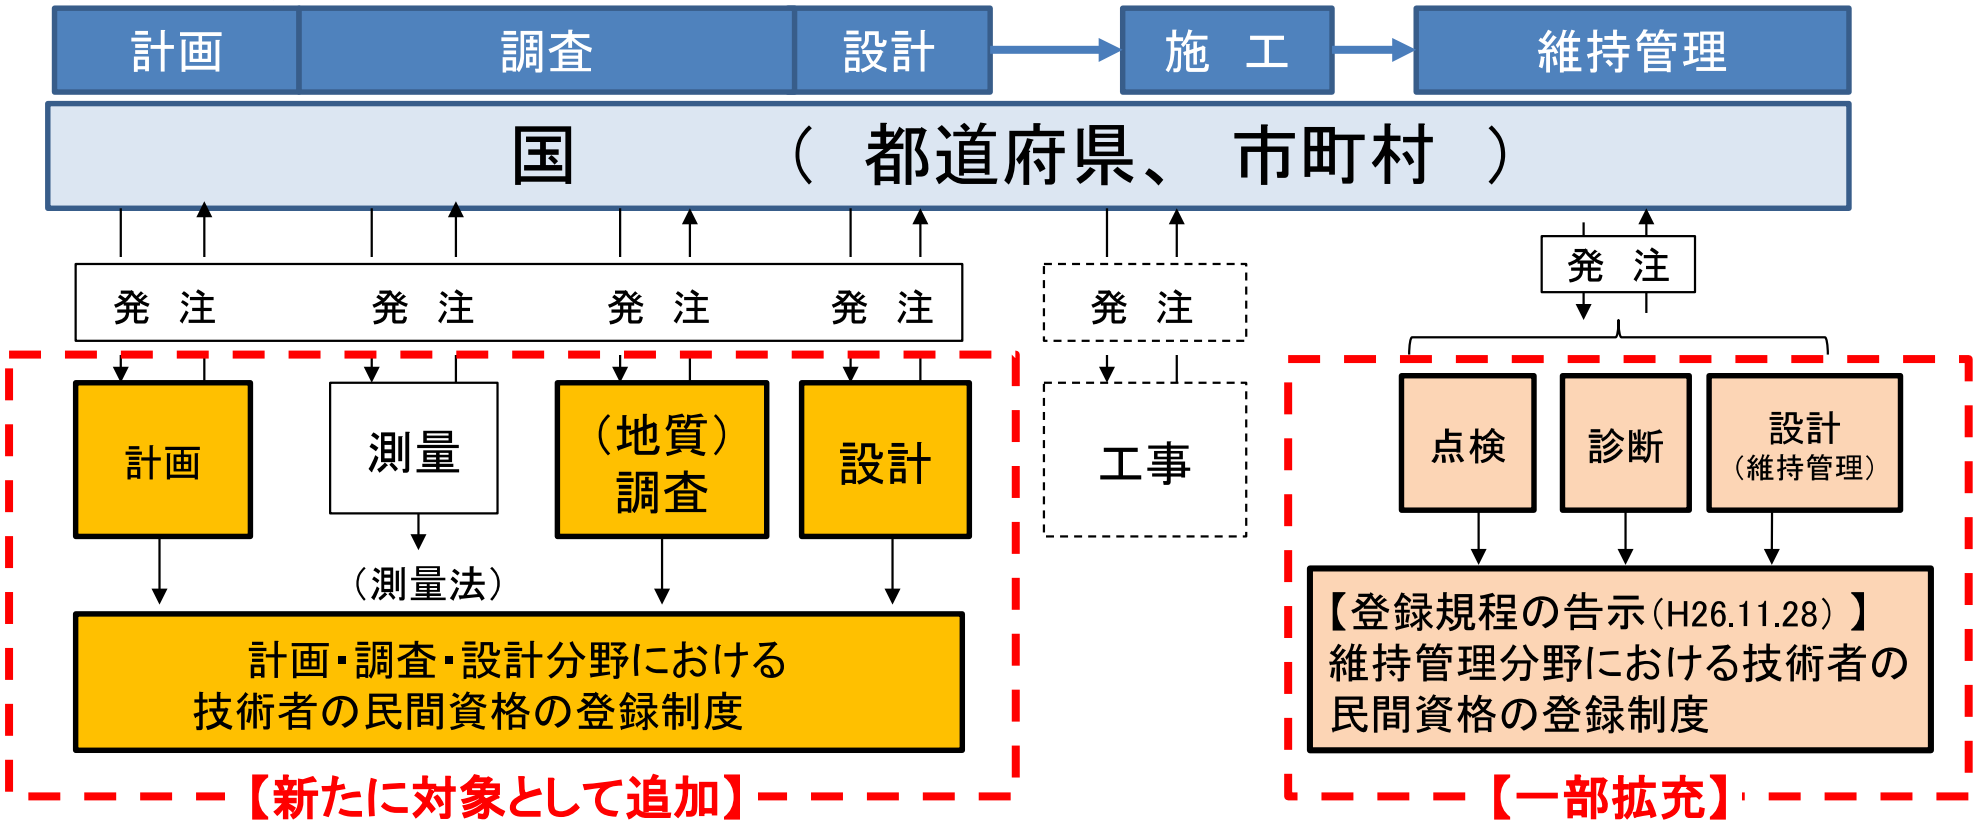 計画
調査
設計
施 工
維持管理
国 ( 都道府県、 市町村 )
発 注
発 注
発 注
発 注
発 注
発 注
計画
測量
(地質)
調査
設計
工事
点検
診断
設計
(維持管理)
(測量法)
計画・調査・設計分野における
技術者の民間資格の登録制度
【登録規程の告示(H26.11.28)】
維持管理分野における技術者の
民間資格の登録制度
【新たに対象として追加】
【一部拡充】